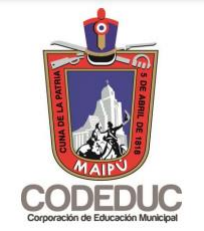 CUNA DE LA PATRIA
5 DE ABRIL DE 1818
MAIPÚ
CODEDUC
Corporación de Educación Municipal